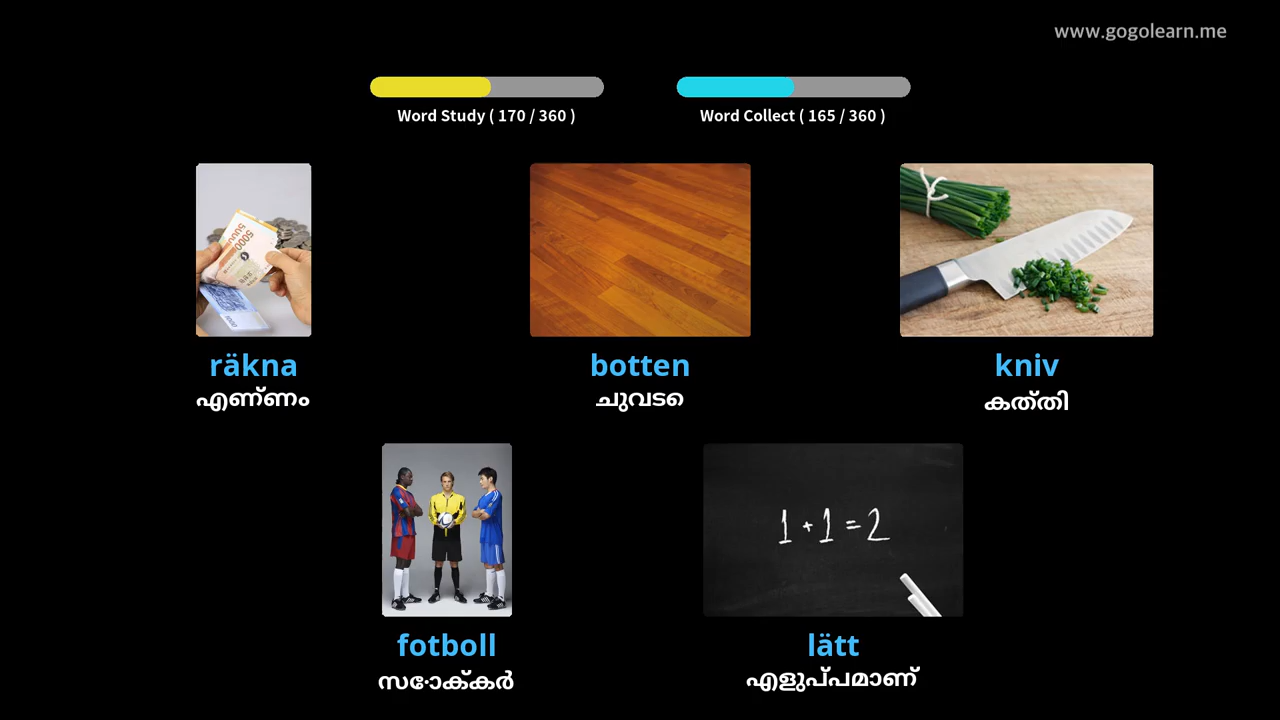 www.gogolearn.me
Word Study ( 170 / 360 )
Word Collect ( 165 / 360 )
räkna
എണ്ണം
botten
ചുവടെ
kniv
കത്തി
fotboll
സോക്കർ
1 + 1 = 2
lätt
എളുപ്പമാണ്